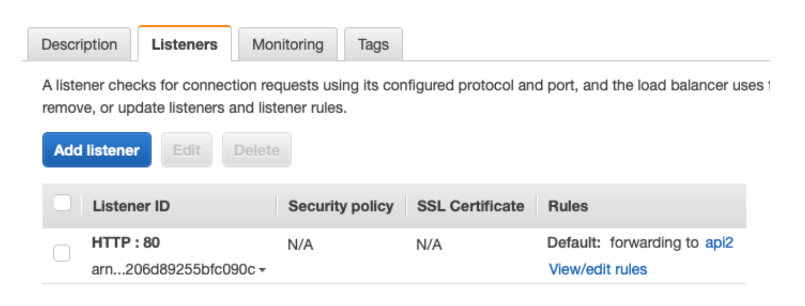 Description Listeners Monitoring Tags
A listener checks for connection requests using its configured protocol and port, and the load balancer uses
remove, or update listeners and listener rules.
Add listener Edit Delete
Listener ID Security policy SSL Certificate Rules
HTTP : 80 N/A N/A Default: forwarding to api2
arn...206d89255bfc090c View/edit rules